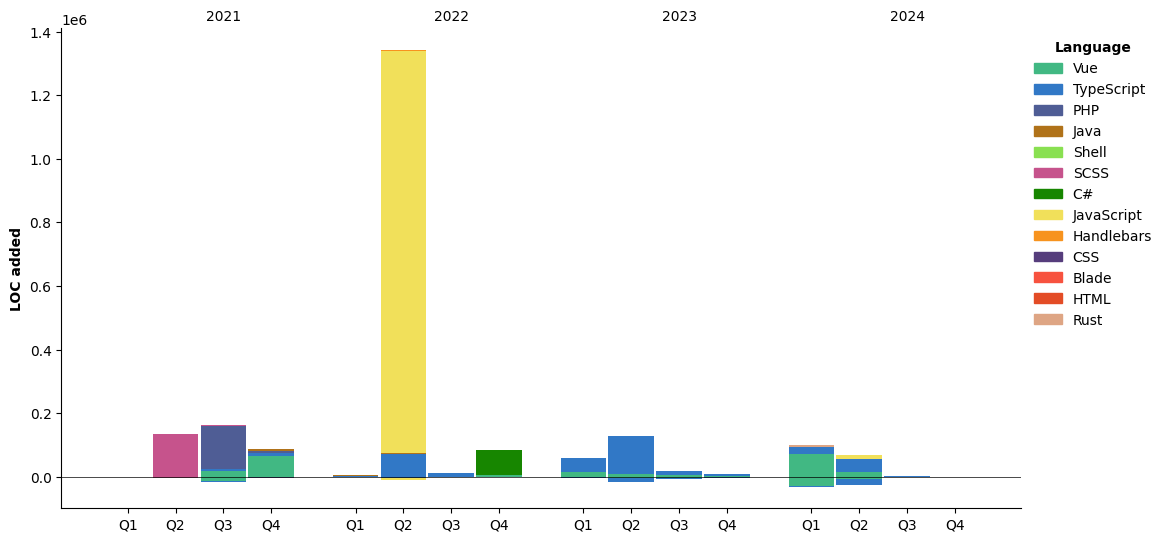 2021 2022 2023 2024
1e6
1.4
1.2
1.0
0.8
0.6
0.4
0.2
0.0
LOC added
Q1 Q2 Q3 Q4 Q1 Q2 Q3 Q4 Q1 Q2 Q3 Q4 Q1 Q2 Q3 Q4
Language
Vue
TypeScript
PHP
Java
Shell
SCSS
C#
JavaScript
Handlebars
CSS
Blade
HTML
Rust